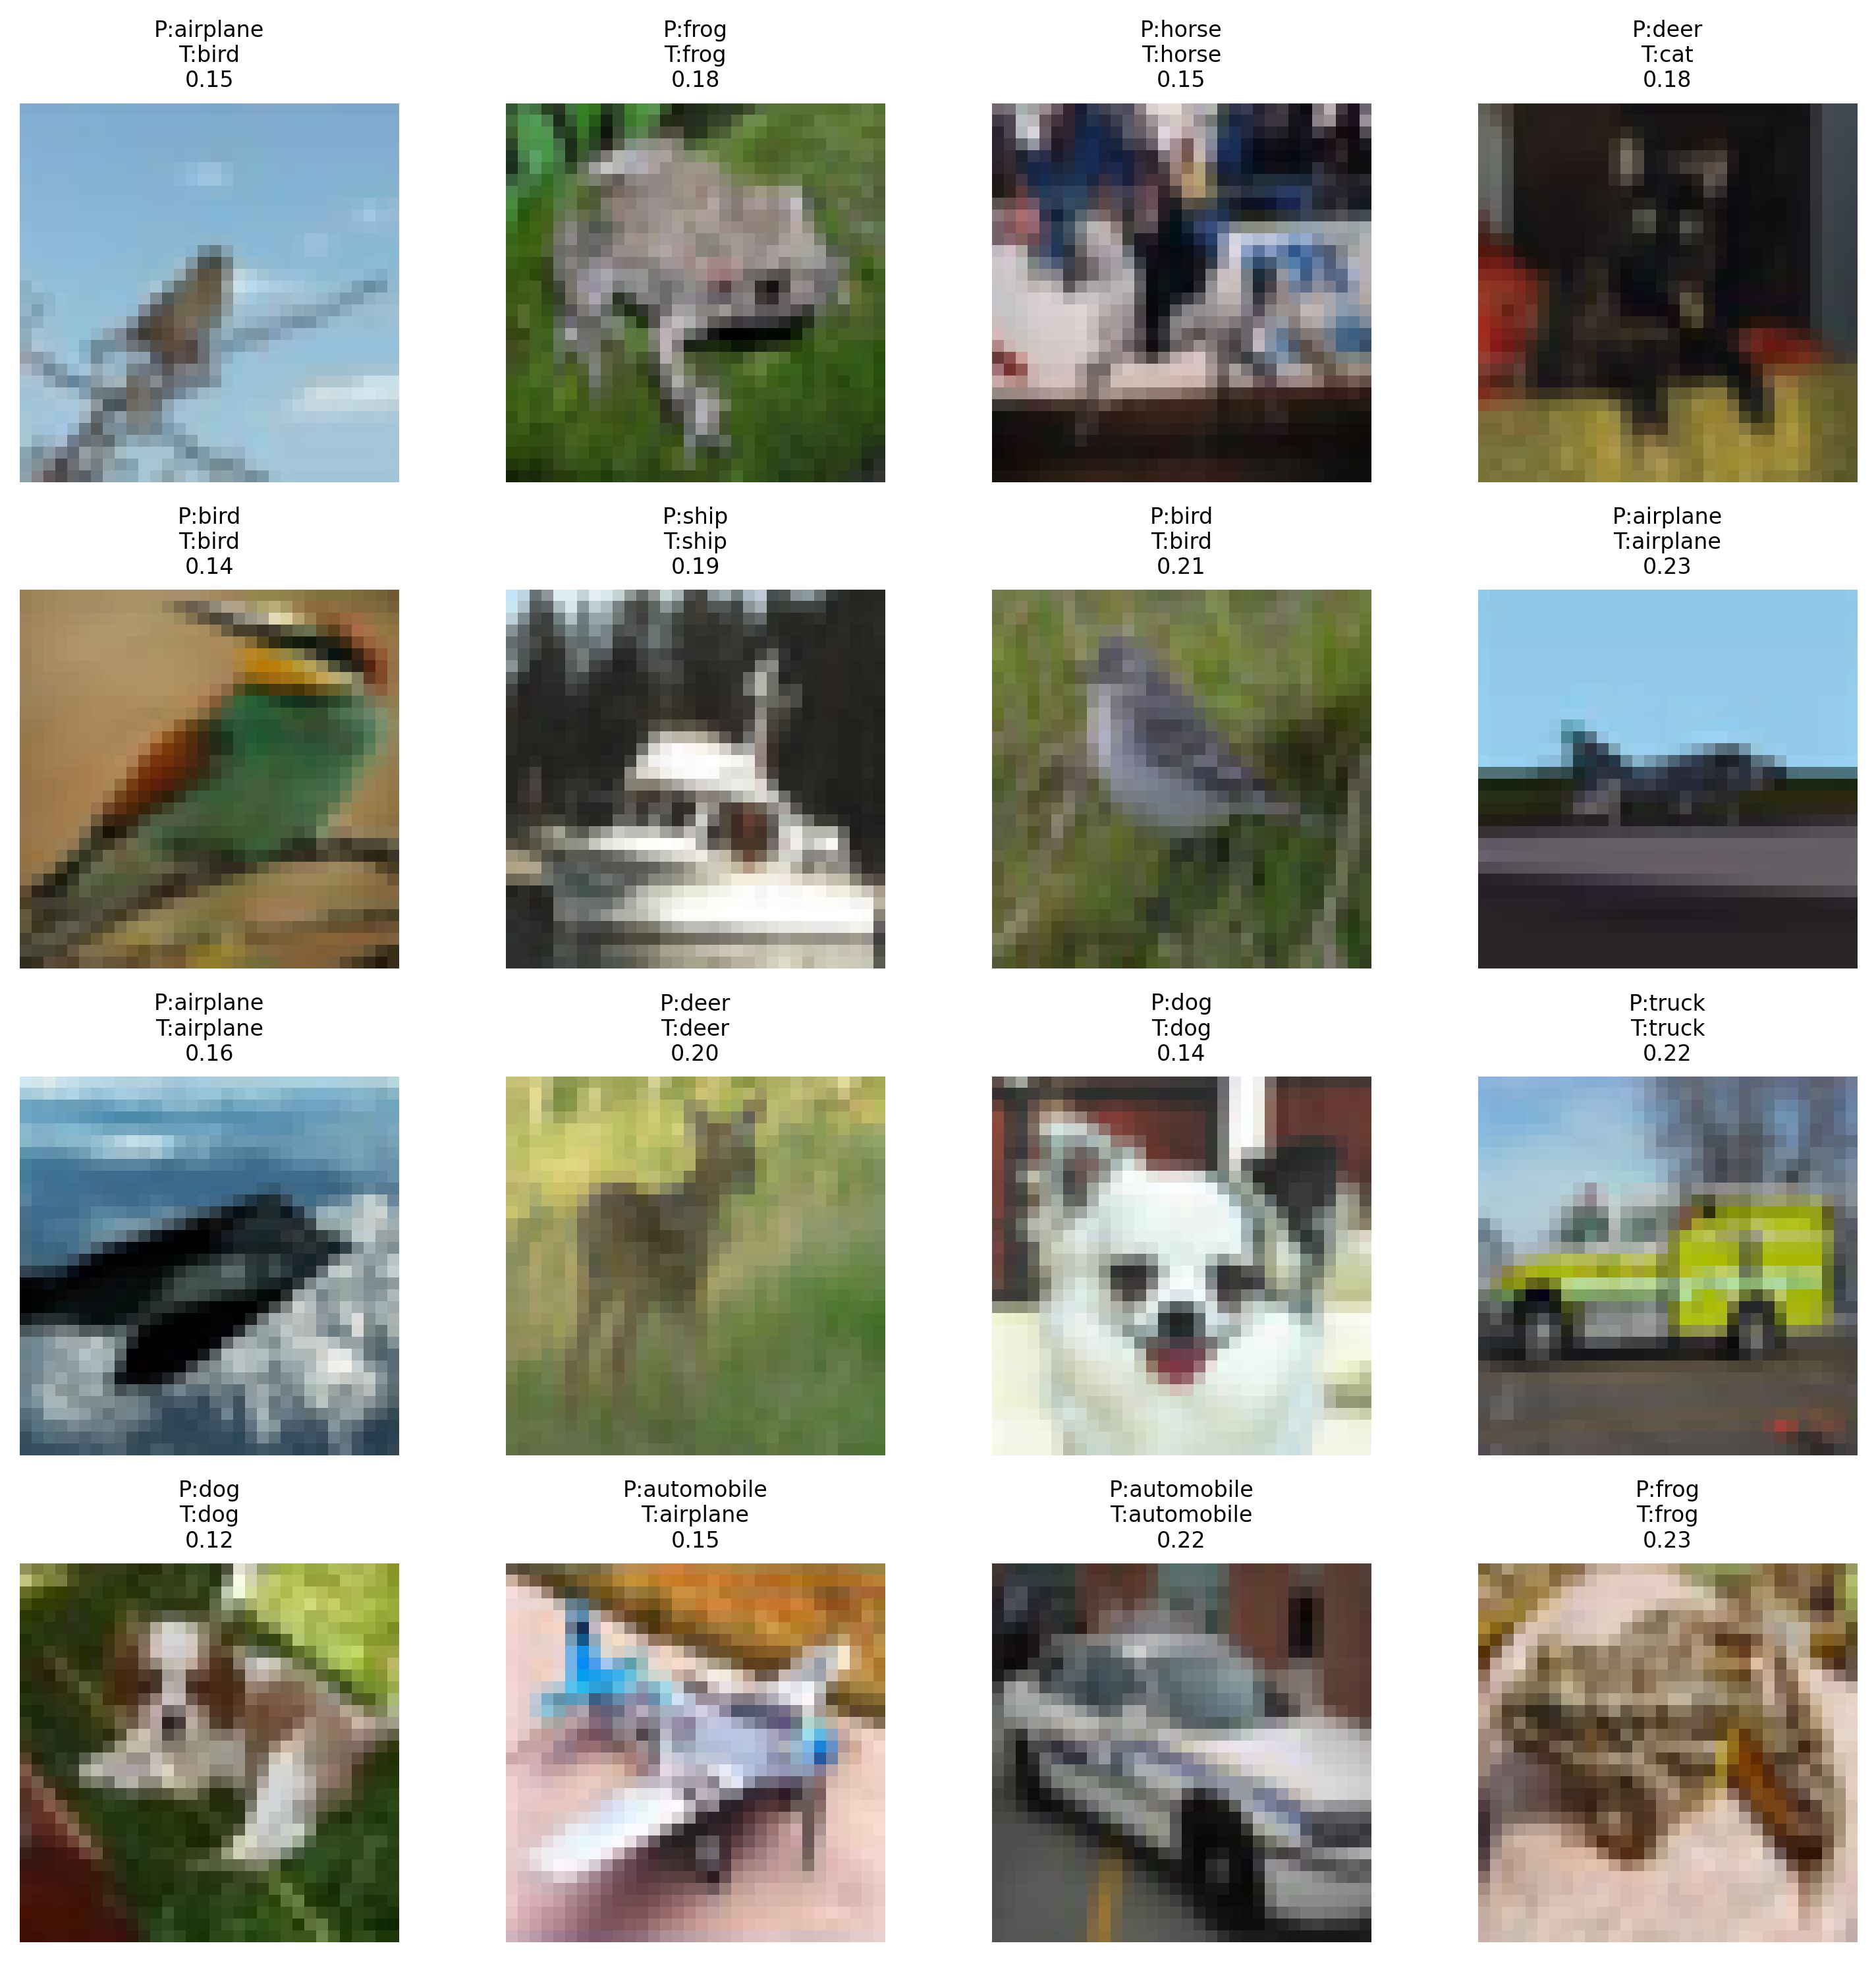 P:airplane
T:bird
0.15
P:frog
T:frog
0.18
P:horse
T:horse
0.15
P:deer
T:cat
0.18
P:bird
T:bird
0.14
P:ship
T:ship
0.19
P:bird
T:bird
0.21
P:airplane
T:airplane
0.23
P:airplane
T:airplane
0.16
P:deer
T:deer
0.20
P:dog
T:dog
0.14
P:truck
T:truck
0.22
P:dog
T:dog
0.12
P:automobile
T:airplane
0.15
P:automobile
T:automobile
0.22
P:frog
T:frog
0.23